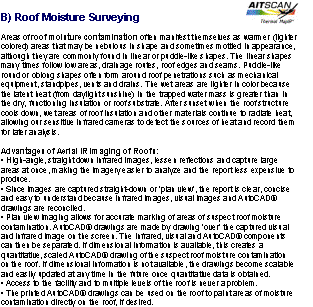 AITSCAN
Thermal MapIR
B) Roof Moisture Surveying
Areas of roof moisture contamination often manifest themselves as warmer (lighter
colored) areas that may be nebulous in shape and sometimes mottled in appearance,
although they are commonly found in linear or puddle-like shapes. The linear shapes
many times follow low areas, drainage routes, roof edges and seams. Puddle-like
round or oblong shapes often form around roof penetrations such as mechanical
equipment, standpipes, vents and drains. The wet areas are lighter in color because
the latent heat (from daylight sunshine) in the trapped water mass is greater than in
the dry, functioning insulation or roof substrate. After sunset when the roof structure
cools down, wet areas of roof insulation and other materials continue to radiate heat,
allowing our sensitive infrared cameras to detect the sources of heat and record them
for later analysis.
Advantages of Aerial IR Imaging of Roofs:
• High-angle, straight down infrared images, lessen reflections and capture large
areas at once, making the imagery easier to analyze and the report less expensive to
produce.
• Since images are captured straight-down or 'plan view', the report is clear, concise
and easy to understand because infrared images, visual images and AutoCAD®
drawings are reconciled.
• Plan view imaging allows for accurate marking of areas of suspect roof moisture
contamination. AutoCAD® drawings are made by drawing 'over' the captured visual
and infrared image on the screen. The infrared, visual and AutoCAD® components
can then be separated. If dimensional information is available, this creates a
quantitative, scaled AutoCAD® drawing of the suspect roof moisture contamination
on the roof. If dimensional information is not available, the drawings become scalable
and easily updated at any time in the future once quantitative data is obtained.
• Access to the facility and to multiple levels of the roof is never a problem.
• The printed AutoCAD® drawings can be used on the roof to paint areas of moisture
contamination directly on the roof, if desired.